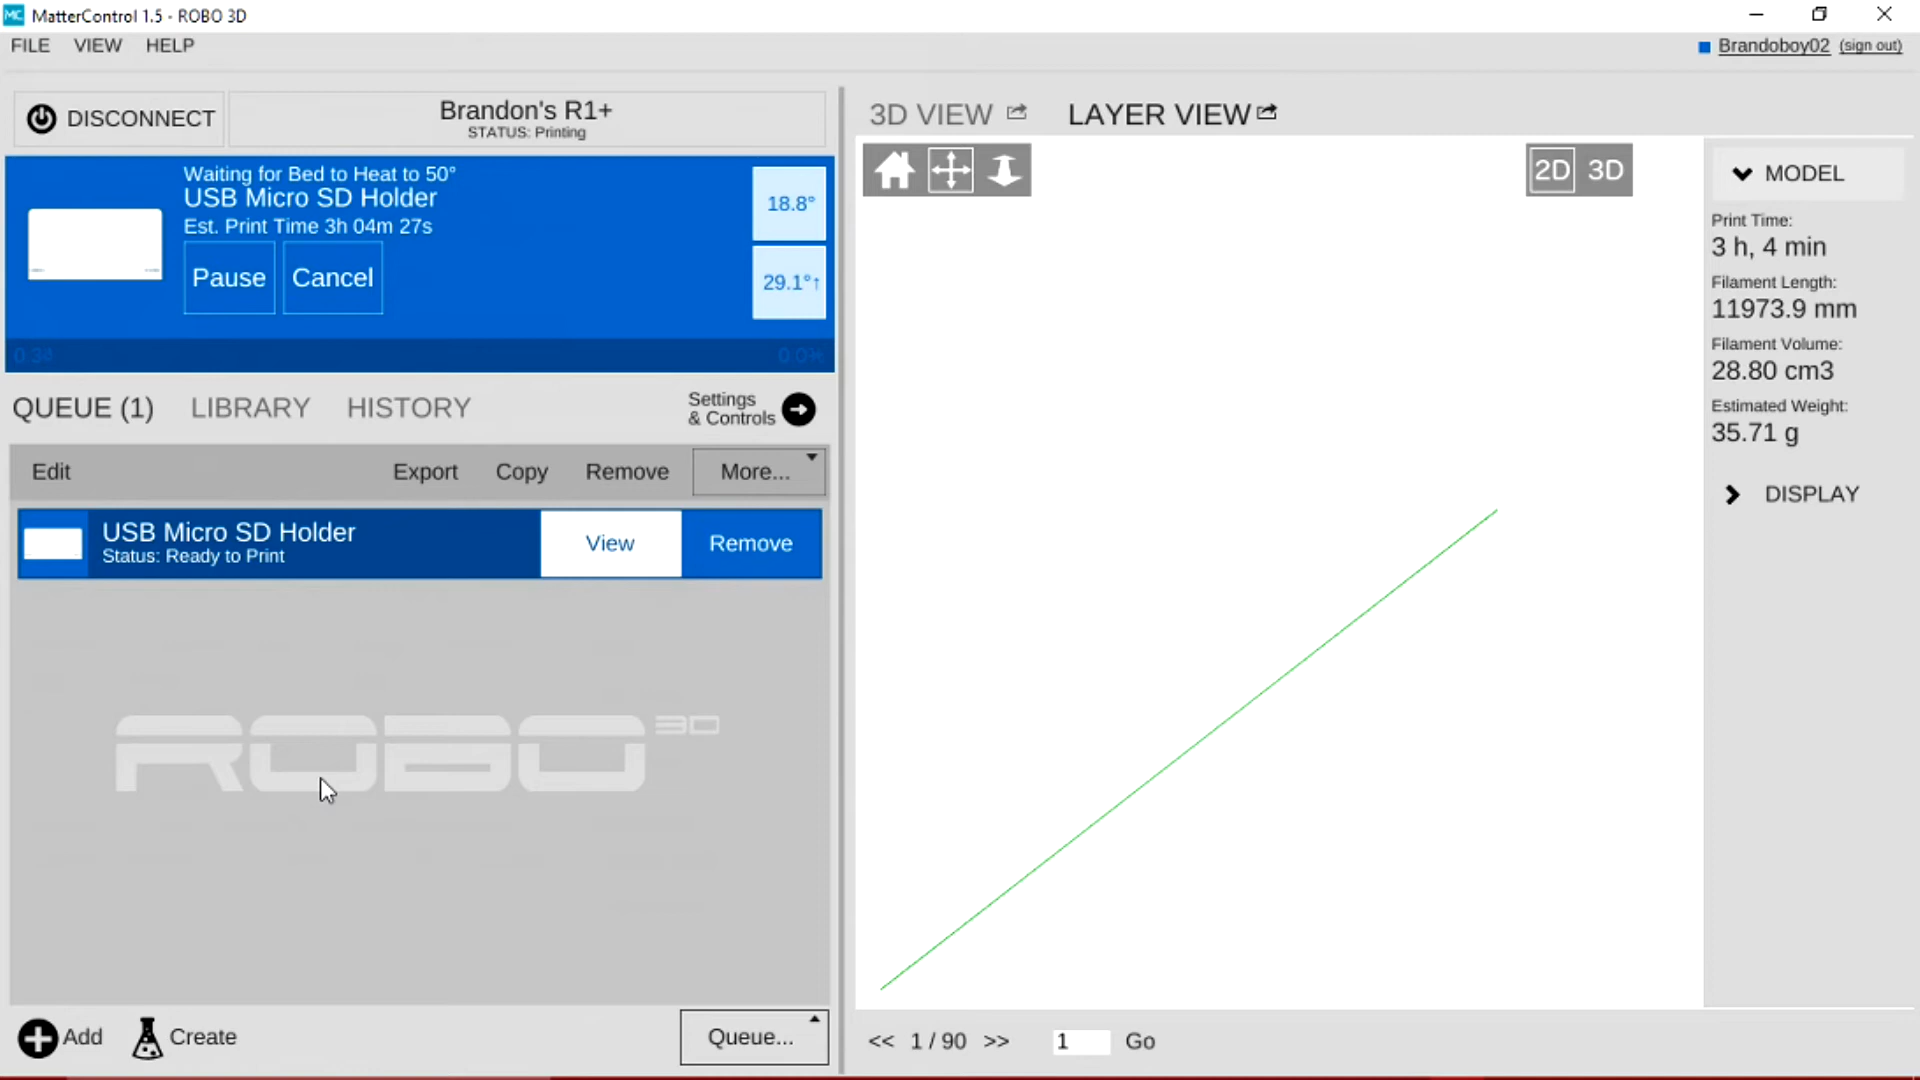 MC MatterControl 1.5 - ROBO 3D
FILE VIEW HELP
Brandoboy02 (sign out)
DISCONNECT
Brandon's R1+
STATUS: Printing
Waiting for Bed to Heat to 50°
USB Micro SD Holder
Est. Print Time 3h 04m 27s
Pause Cancel
18.8°
29.1°↑
QUEUE (1) LIBRARY HISTORY
Settings
& Controls
Edit Export Copy Remove More...
USB Micro SD Holder
Status: Ready to Print
View Remove
ROBO 3D
Add Create Queue...
3D VIEW LAYER VIEW
2D 3D
MODEL
Print Time:
3 h, 4 min
Filament Length:
11973.9 mm
Filament Volume:
28.80 cm3
Estimated Weight:
35.71 g
DISPLAY
<< 1 / 90 >> 1 Go